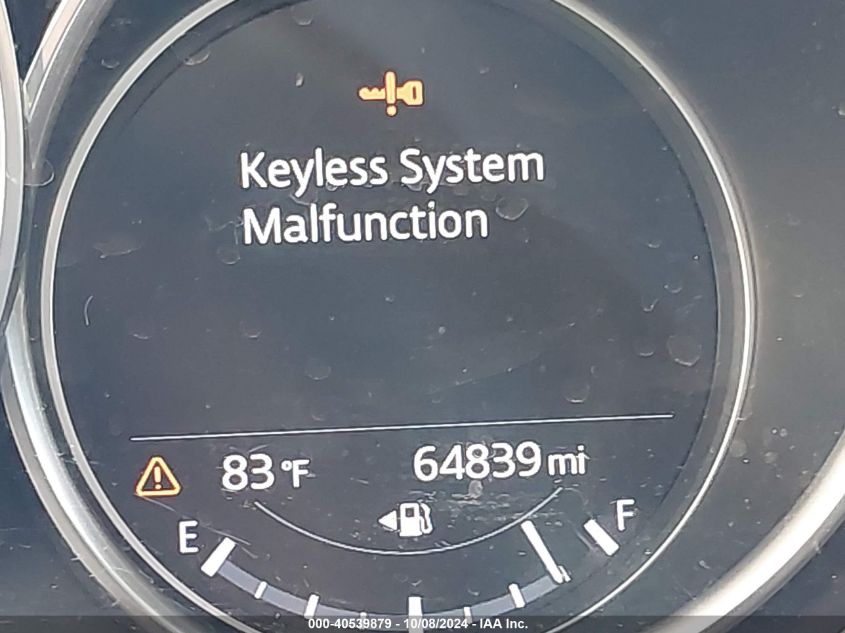 Keyless System
Malfunction
83 °F 64839 mi
E F
000-40539879 - 10/08/2024 - IAA Inc.